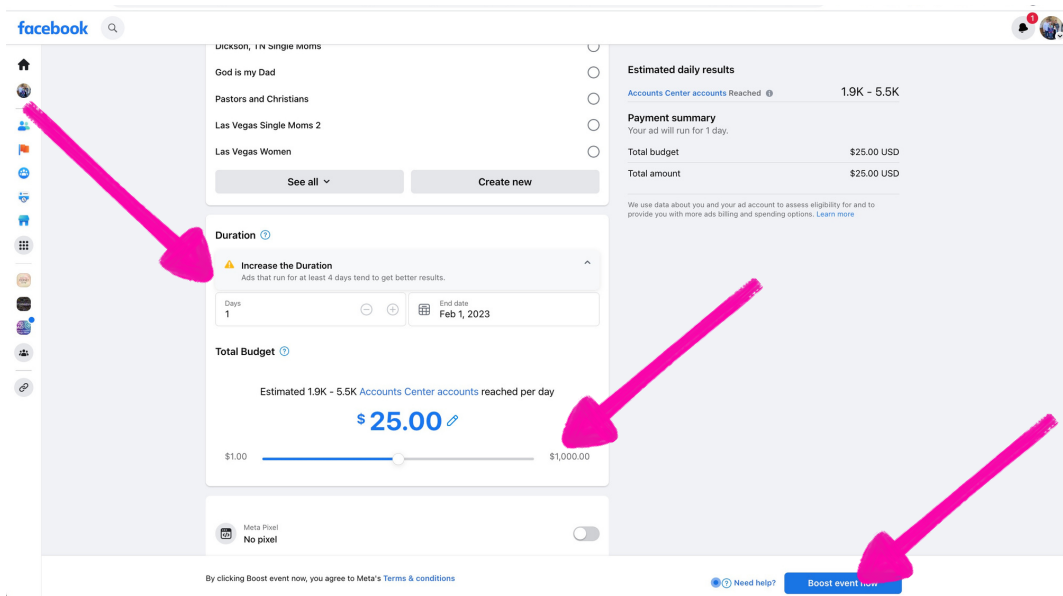 facebook
1
Dickson, TN Single Moms
God is my Dad
Pastors and Christians
Las Vegas Single Moms 2
Las Vegas Women
See all
Create new
Estimated daily results
Accounts Center accounts Reached
1.9K - 5.5K
Payment summary
Your ad will run for 1 day.
Total budget
$25.00 USD
Total amount
$25.00 USD
We use data about you and your ad account to assess eligibility for and to
provide you with more ads billing and spending options. Learn more
Duration
Increase the Duration
Ads that run for at least 4 days tend to get better results.
Days
1
End date
Feb 1, 2023
Total Budget
Estimated 1.9K - 5.5K Accounts Center accounts reached per day
$25.00
$1.00
$1,000.00
Meta Pixel
No pixel
By clicking Boost event now, you agree to Meta's Terms & conditions
Need help?
Boost event now